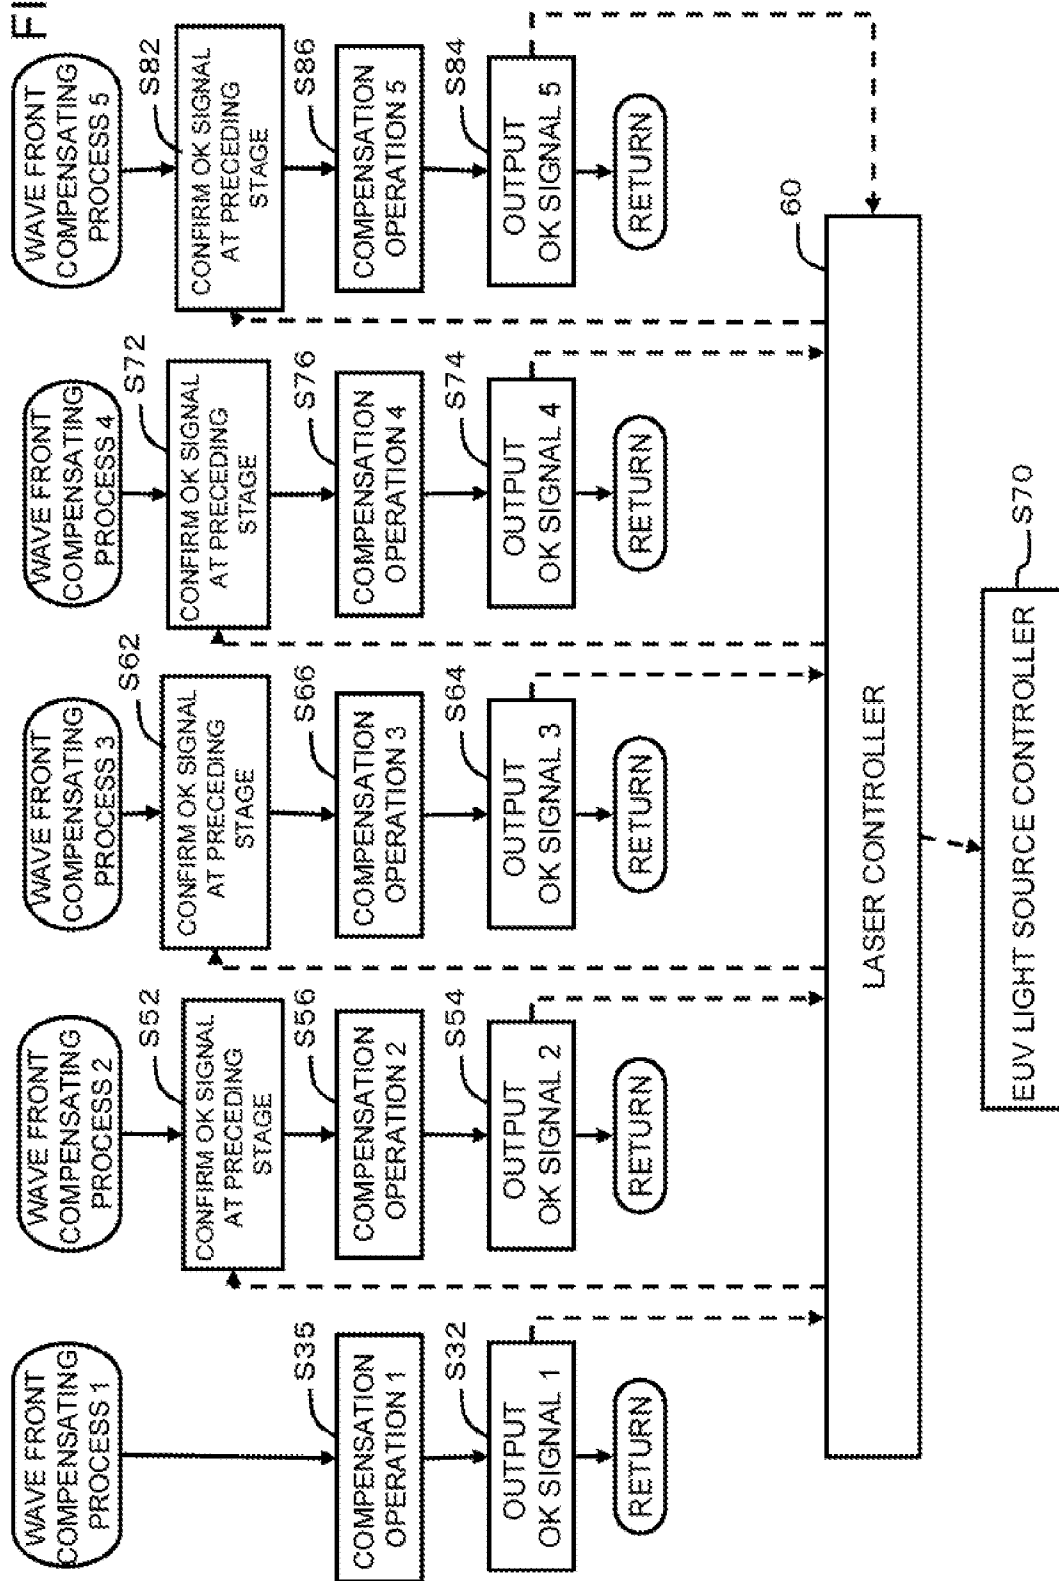 FI
WAVE FRONT
COMPENSATING
PROCESS 1
S35
COMPENSATION
OPERATION 1
S32
OUTPUT
OK SIGNAL 1
RETURN
WAVE FRONT
COMPENSATING
PROCESS 2
S52
CONFIRM OK SIGNAL
AT PRECEDING
STAGE
S56
COMPENSATION
OPERATION 2
S54
OUTPUT
OK SIGNAL 2
RETURN
WAVE FRONT
COMPENSATING
PROCESS 3
S62
CONFIRM OK SIGNAL
AT PRECEDING
STAGE
S66
COMPENSATION
OPERATION 3
S64
OUTPUT
OK SIGNAL 3
RETURN
WAVE FRONT
COMPENSATING
PROCESS 4
S72
CONFIRM OK SIGNAL
AT PRECEDING
STAGE
S76
COMPENSATION
OPERATION 4
S74
OUTPUT
OK SIGNAL 4
RETURN
WAVE FRONT
COMPENSATING
PROCESS 5
S82
CONFIRM OK SIGNAL
AT PRECEDING
STAGE
S86
COMPENSATION
OPERATION 5
S84
OUTPUT
OK SIGNAL 5
RETURN
60
LASER CONTROLLER
S70
EUV LIGHT SOURCE CONTROLLER